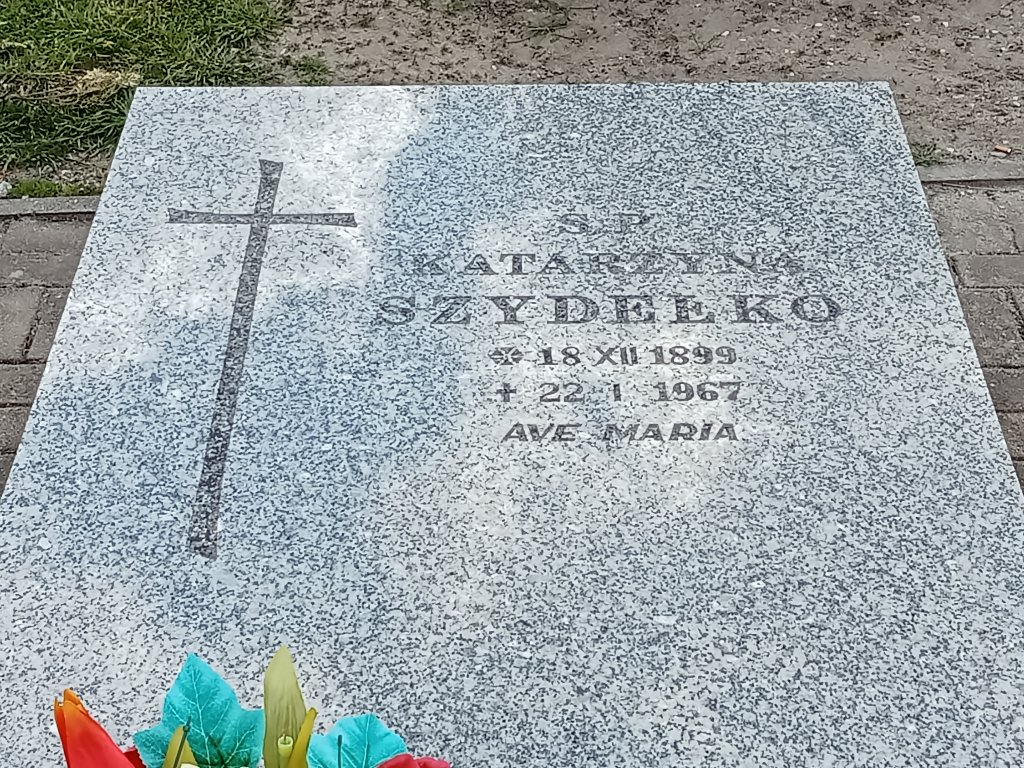 Ś.P.
KATARZYNA
SZYDEŁKO
✲ 18 XII 1899
+ 22 I 1967
AVE MARIA